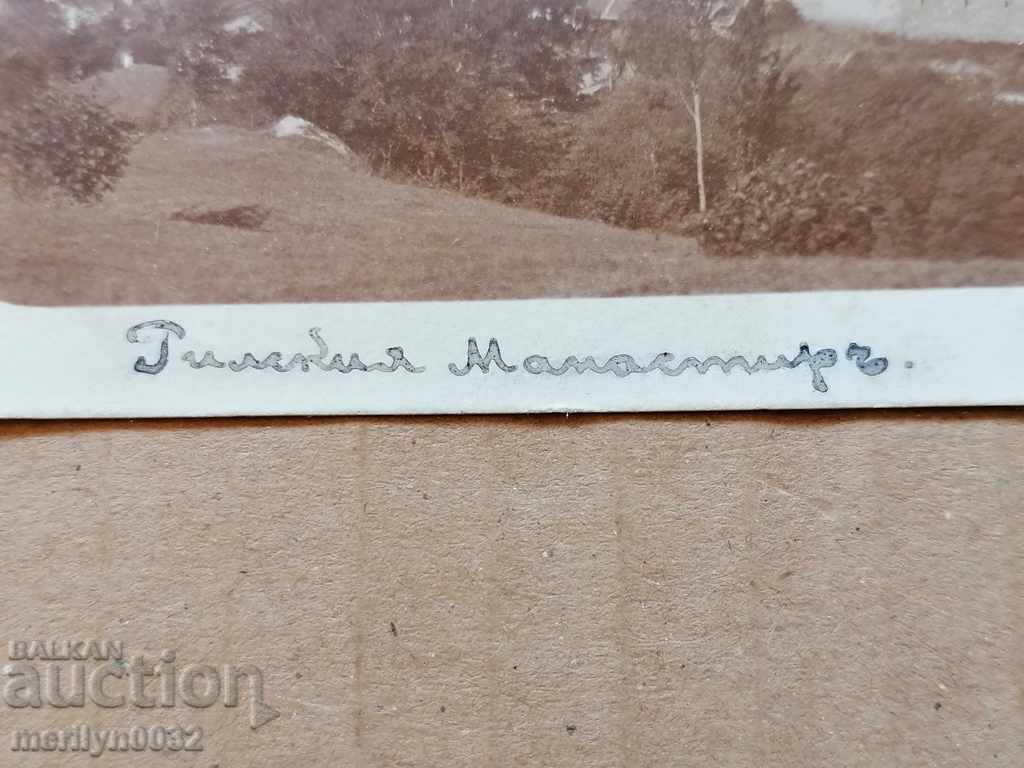 Рилския Манастиръ.
BALKAN
auction
merilyn0032